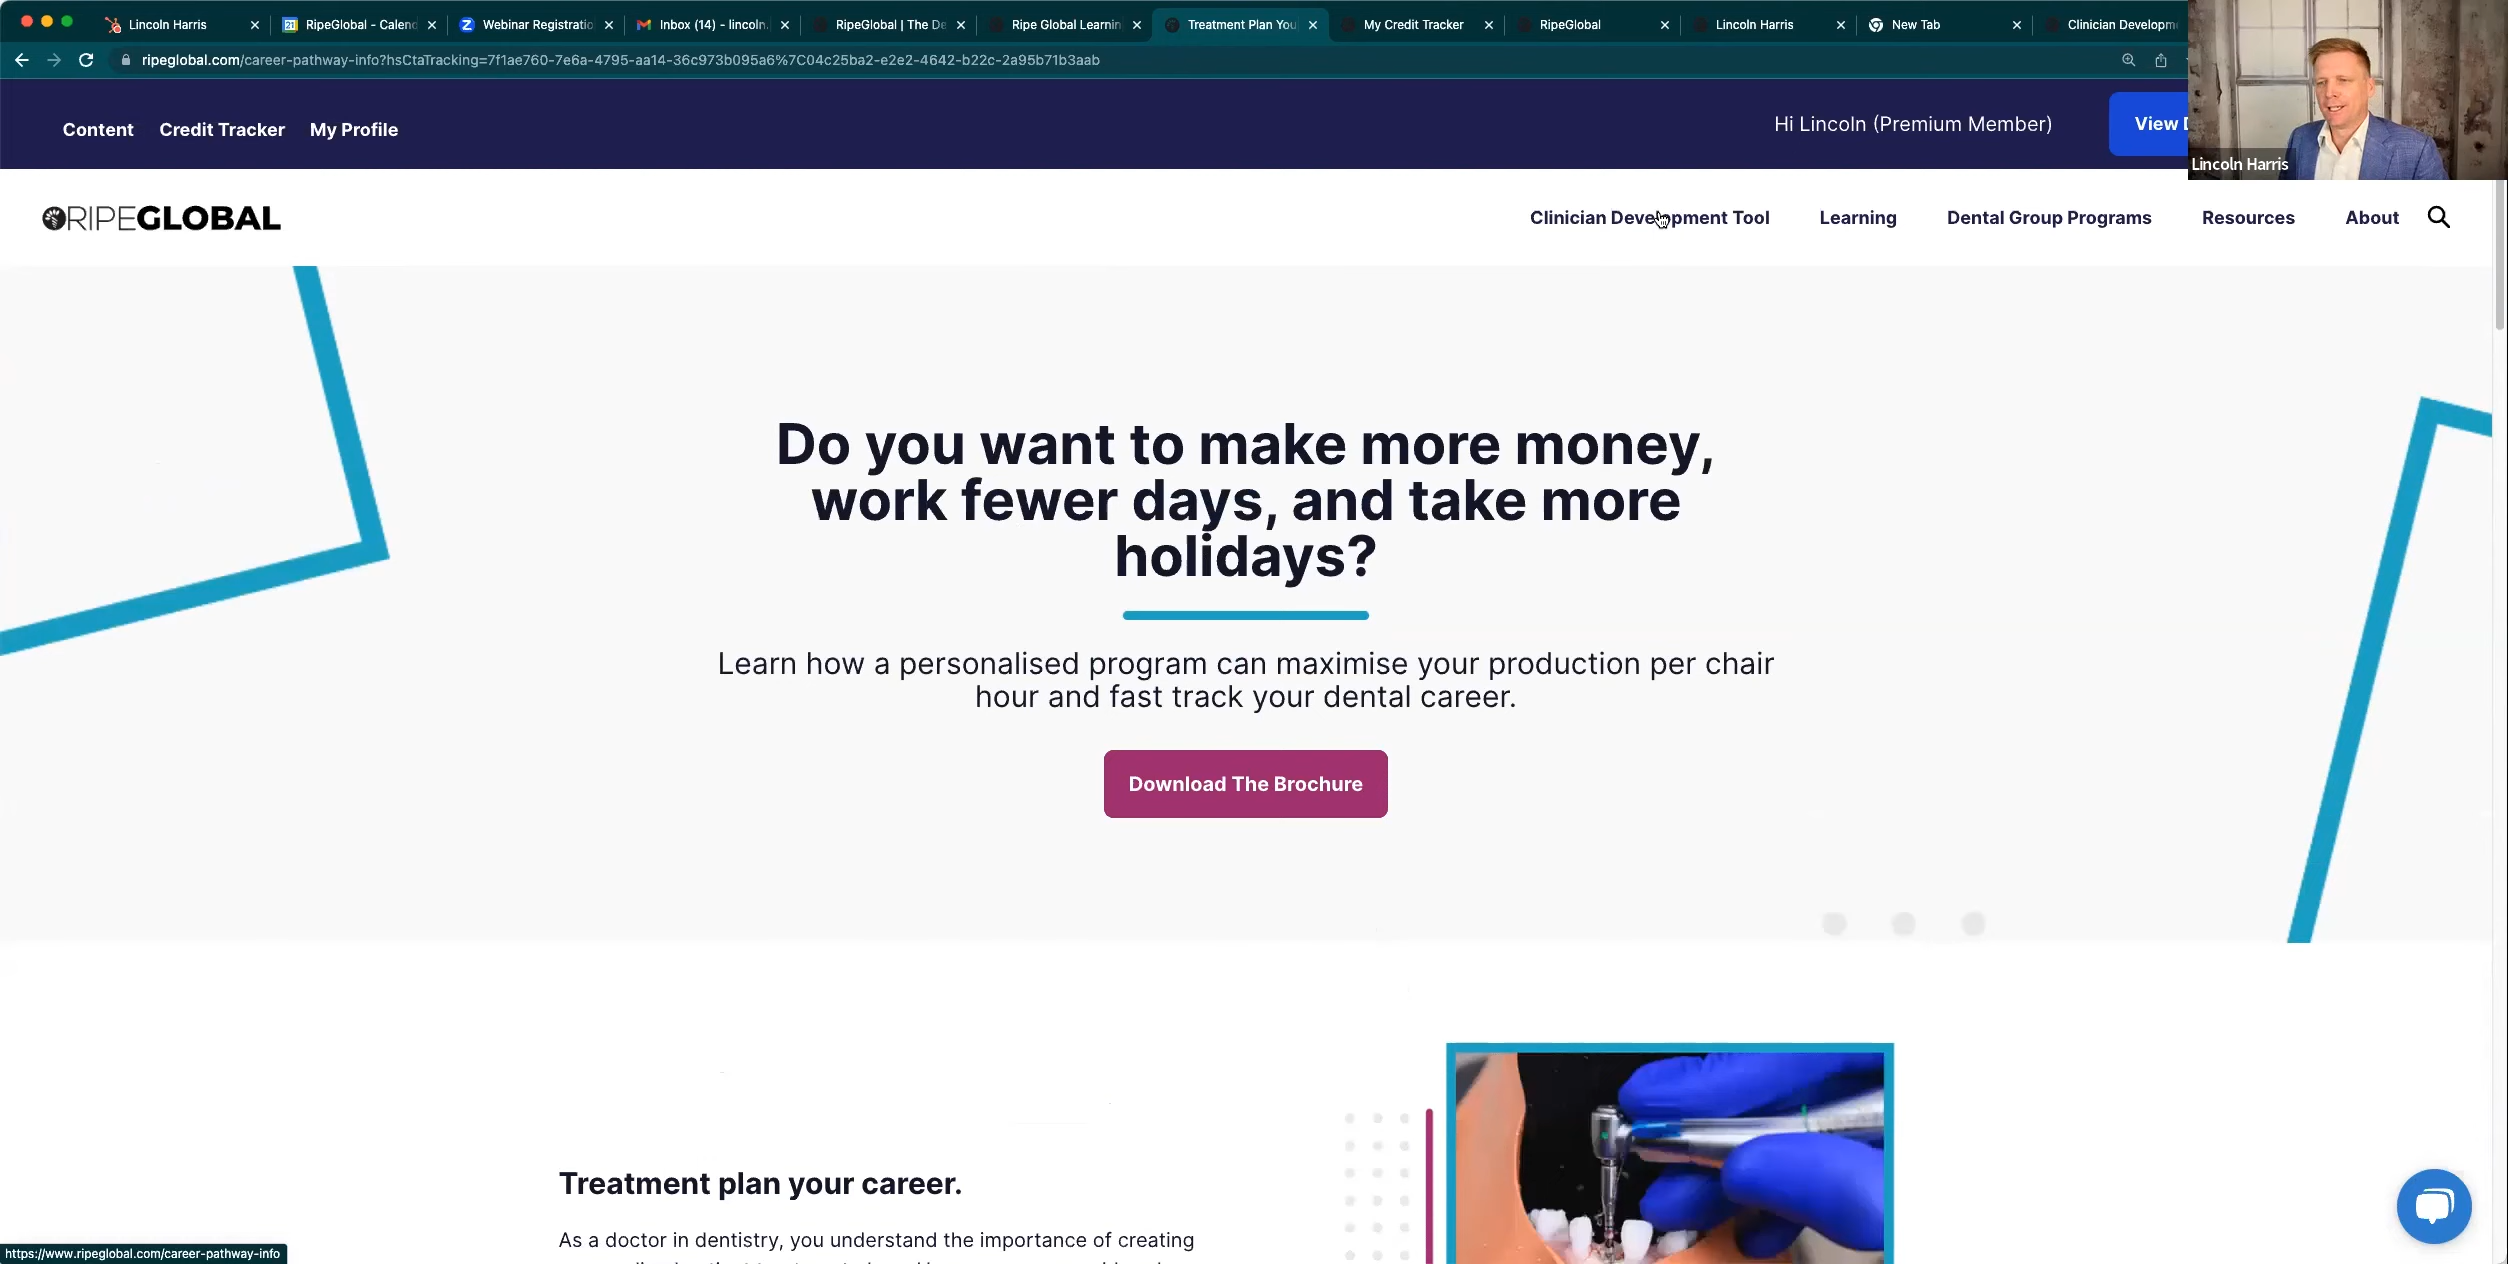 Lincoln Harris
RipeGlobal - Calend
Webinar Registratio
Inbox (14) - lincoln.
RipeGlobal | The De
Ripe Global Learnin
Treatment Plan You
My Credit Tracker
RipeGlobal
Lincoln Harris
New Tab
Clinician Developm
ripeglobal.com/career-pathway-info?hsCtaTracking=7f1ae760-7e6a-4795-aa14-36c973b095a6%7C04c25ba2-e2e2-4642-b22c-2a95b71b3aab
Content
Credit Tracker
My Profile
Hi Lincoln (Premium Member)
View
Lincoln Harris
RIPEGLOBAL
Clinician Development Tool
Learning
Dental Group Programs
Resources
About
Do you want to make more money,
work fewer days, and take more
holidays?
Learn how a personalised program can maximise your production per chair
hour and fast track your dental career.
Download The Brochure
Treatment plan your career.
As a doctor in dentistry, you understand the importance of creating
https://www.ripeglobal.com/career-pathway-info